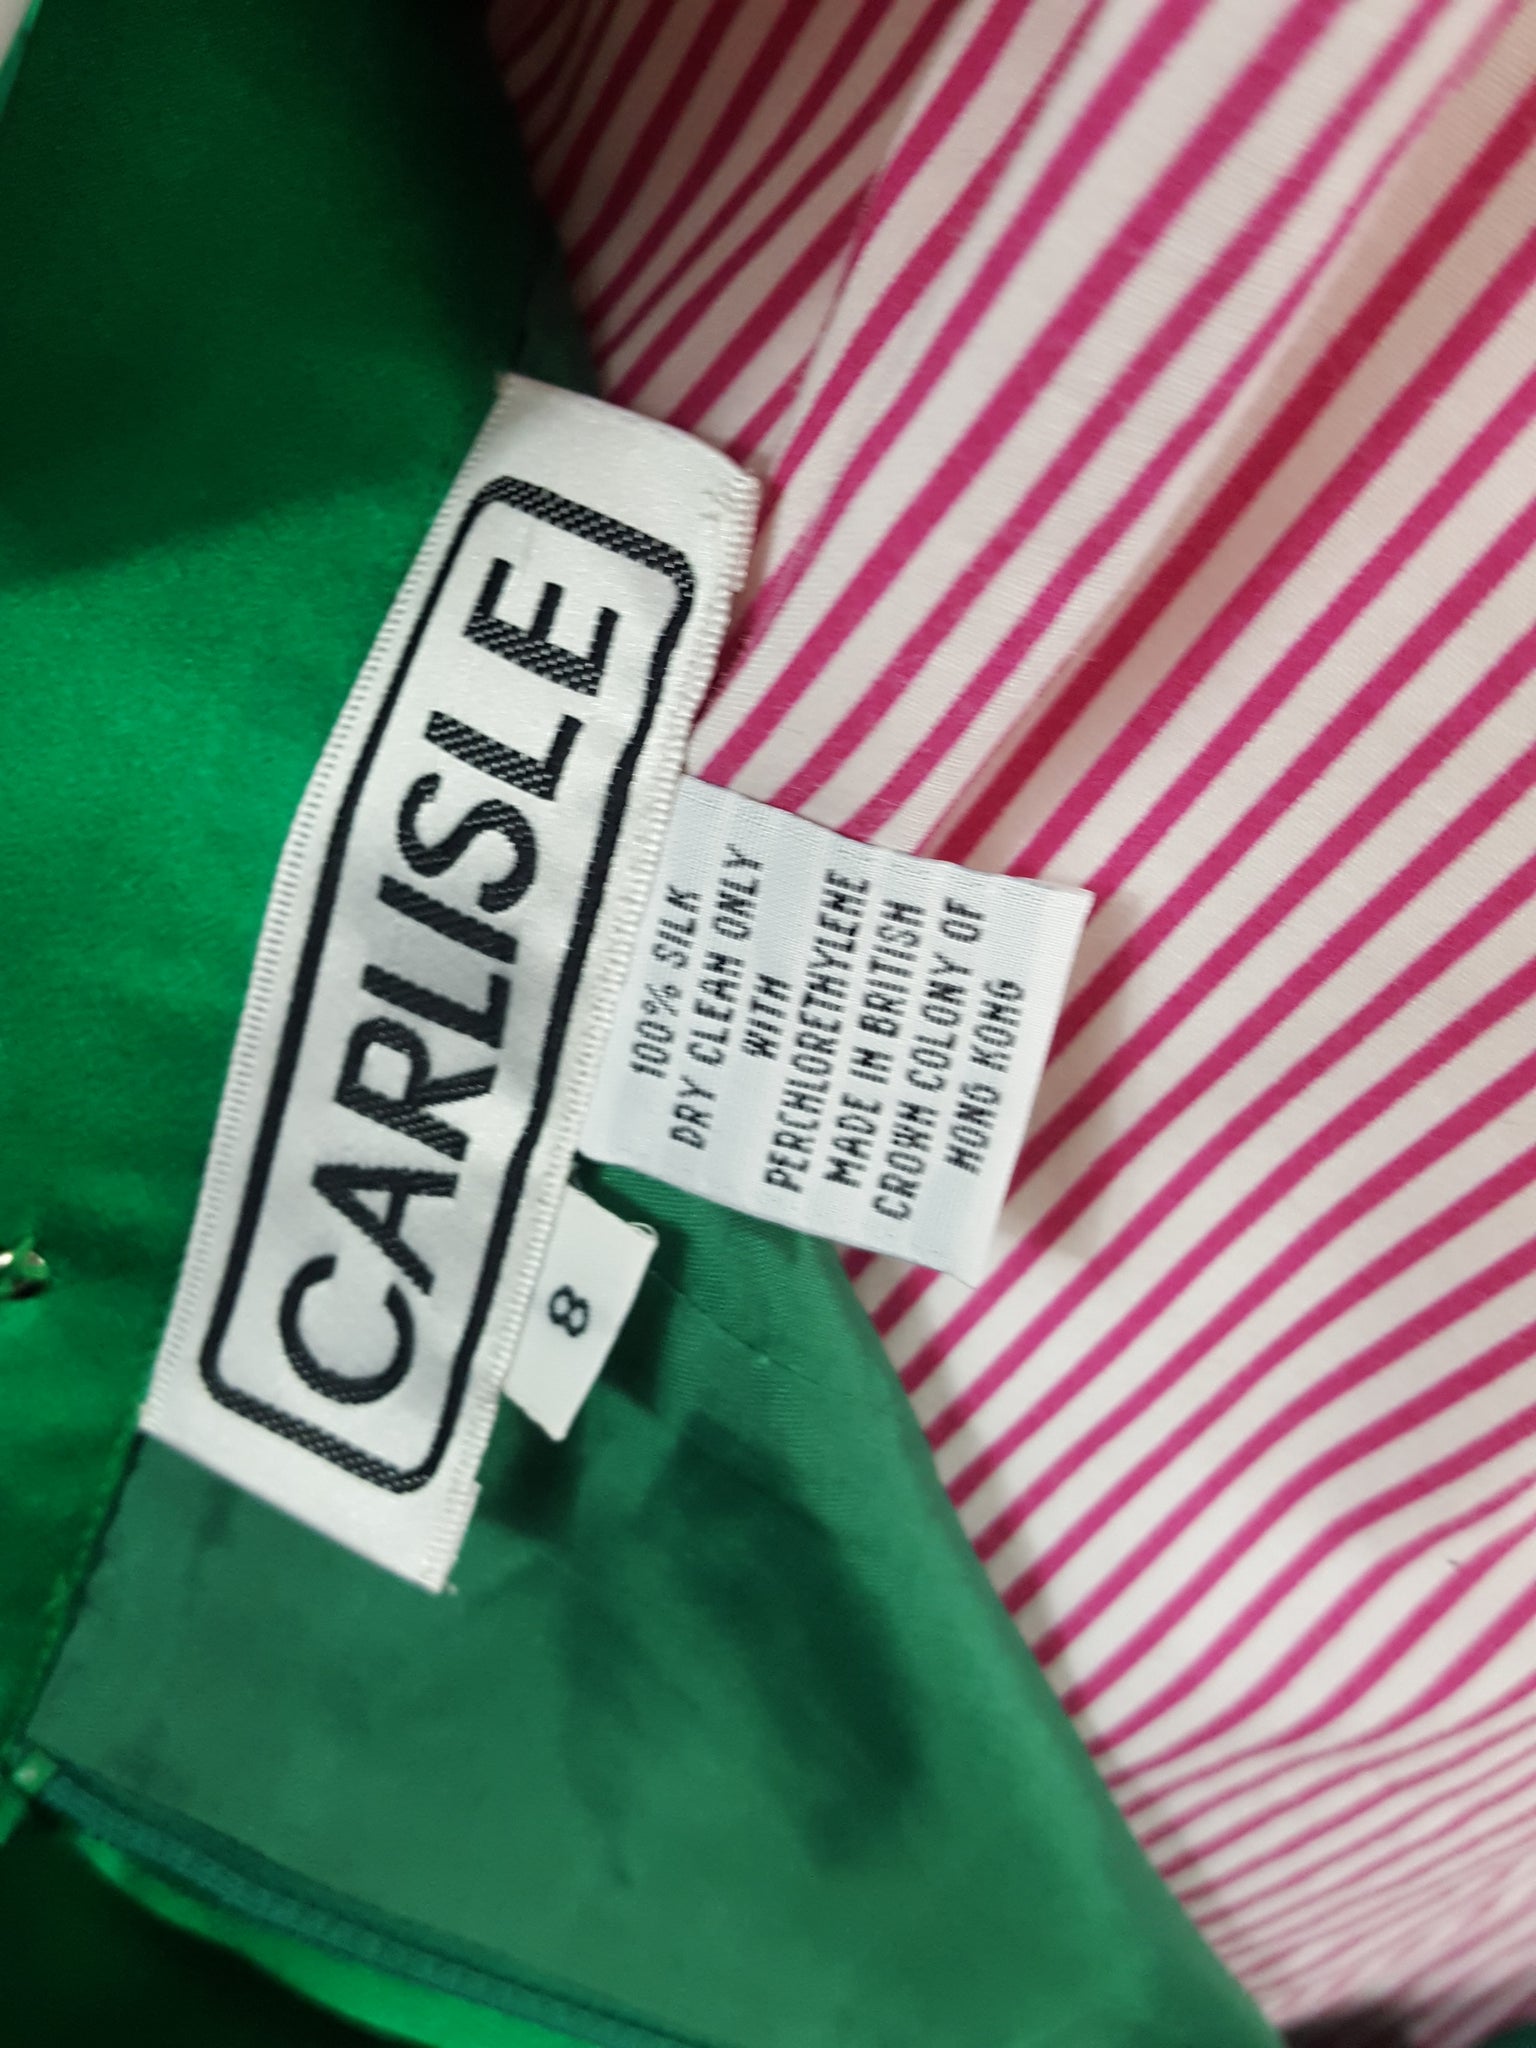 CARLISLE
100% SILK
DRY CLEAN ONLY
WITH
PERCHLORETHYLENE
MADE IN BRITISH
CROWN COLONY OF
HONG KONG
8